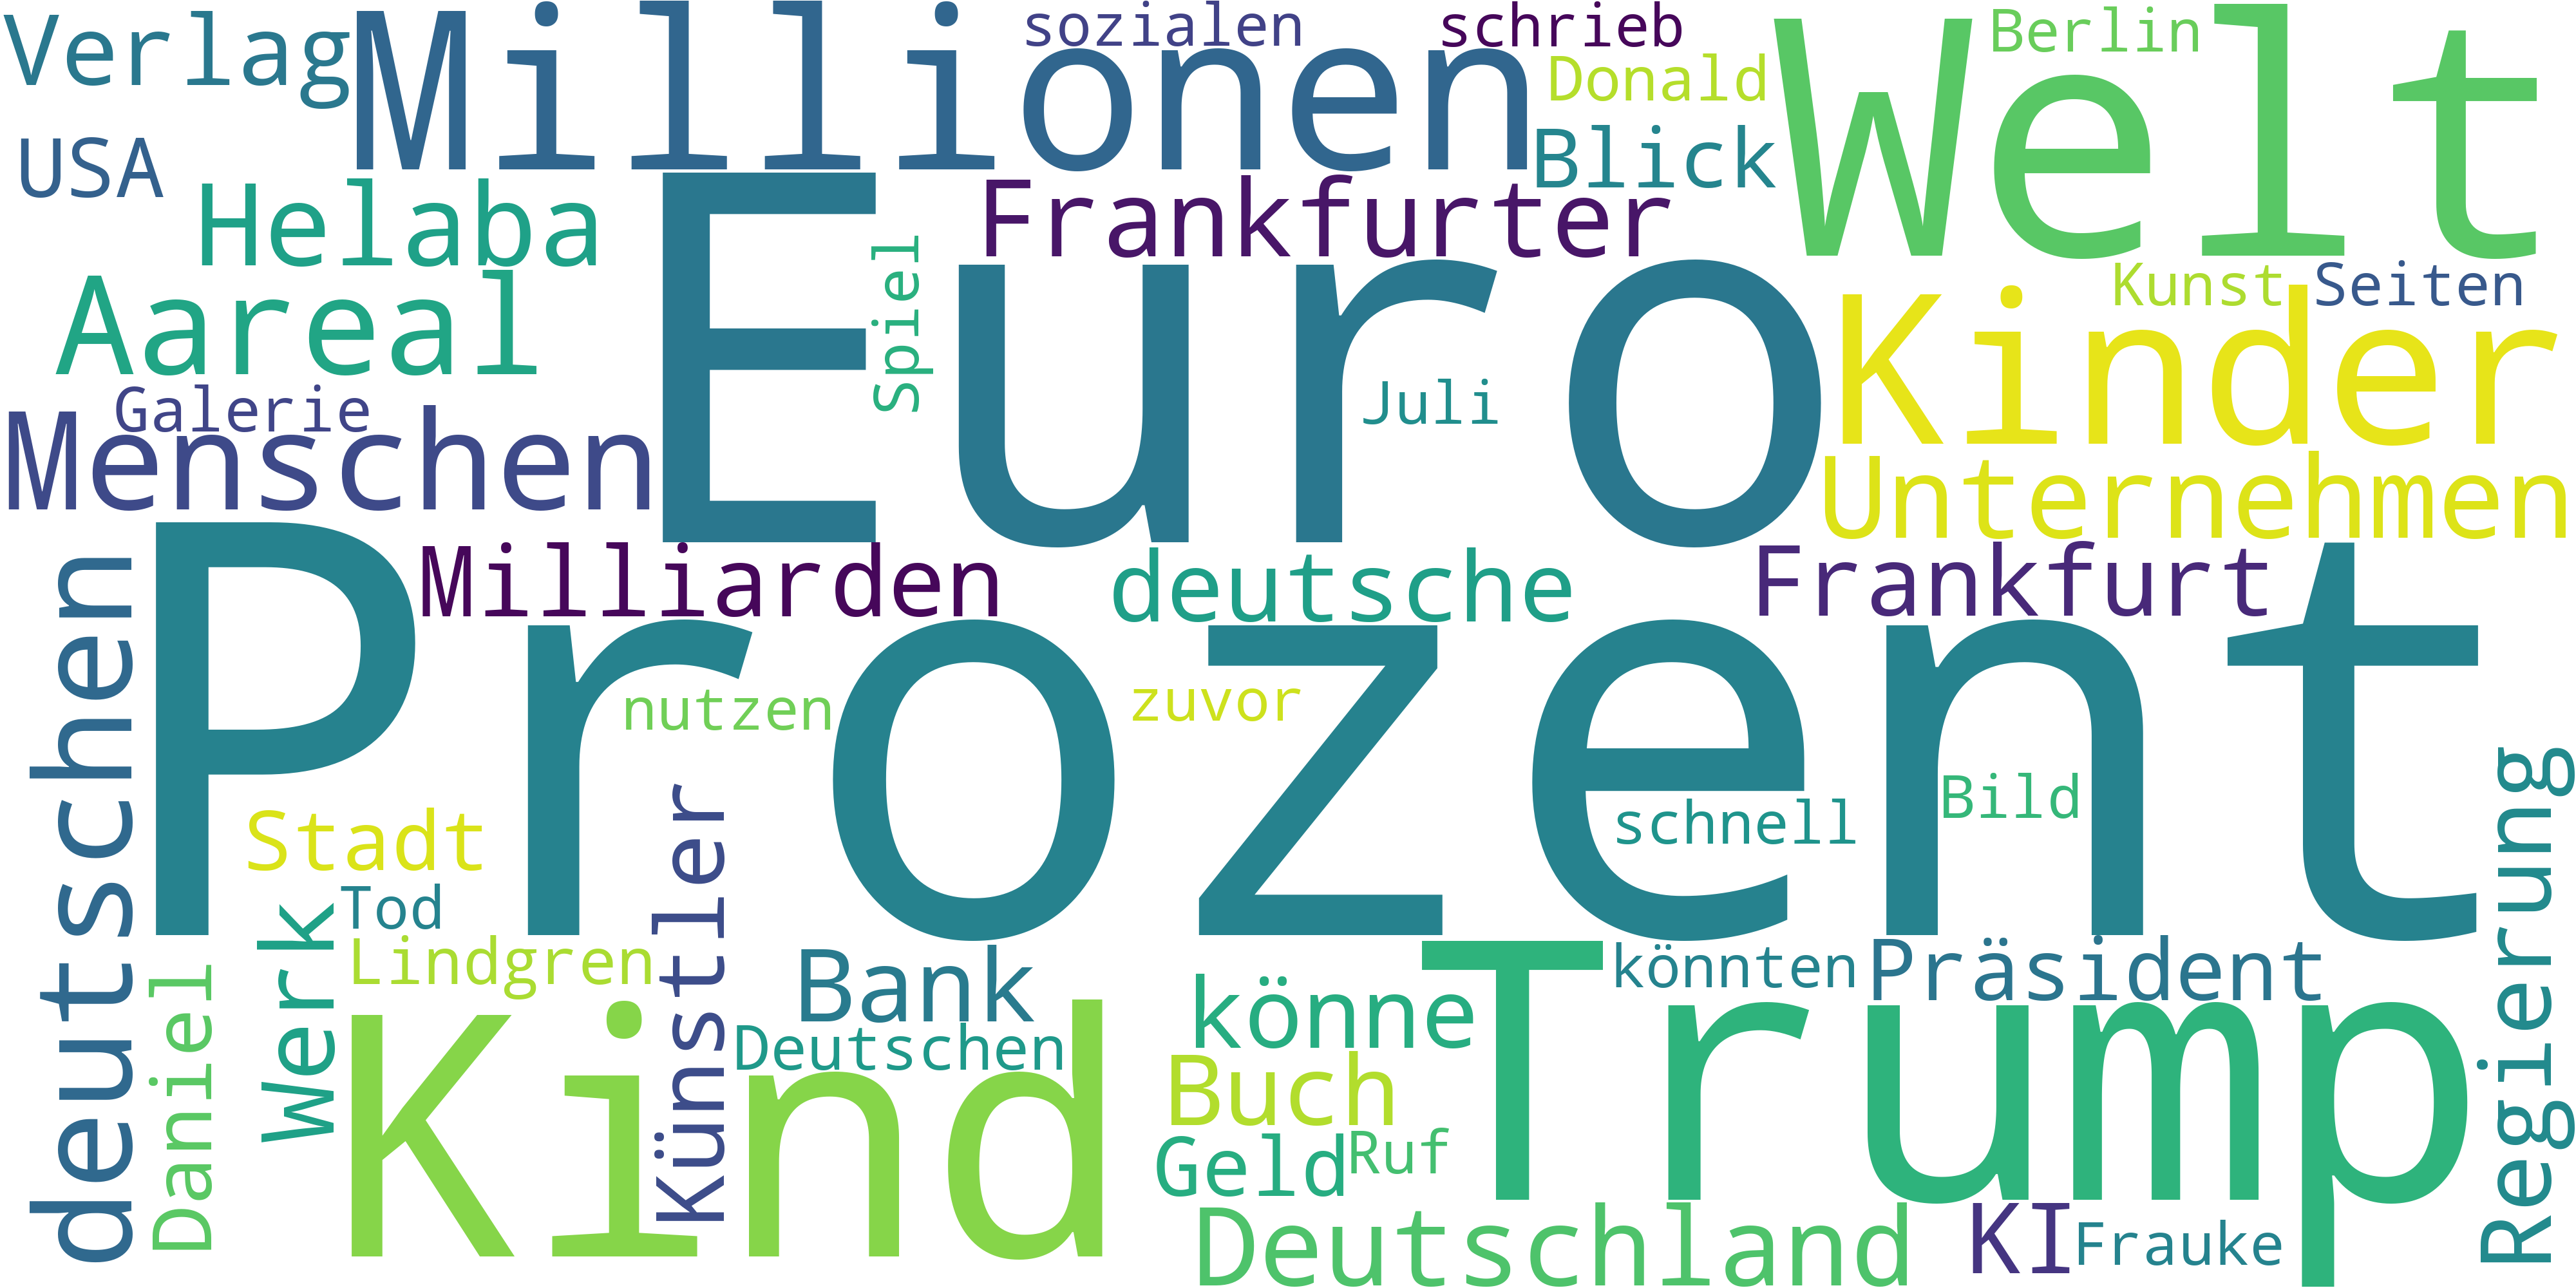 Verlag
Millionen
sozialen
schrieb
Donald
Welt
Berlin
USA
Helaba
Frankfurter
Blick
Aareal
Spiel
Euro
Kunst
Seiten
Galerie
Juli
Kinder
Menschen
Unternehmen
deutschen
Milliarden
deutsche
Frankfurt
Prozent
nutzen
zuvor
Stadt
schnell
Bild
Regierung
Tod
Werk
Künstler
Lindgren
Daniel
Bank
könne
könnten
Präsident
Deutschen
Kind
Trump
Buch
Geld
Ruf
Deutschland
KI
Frauke